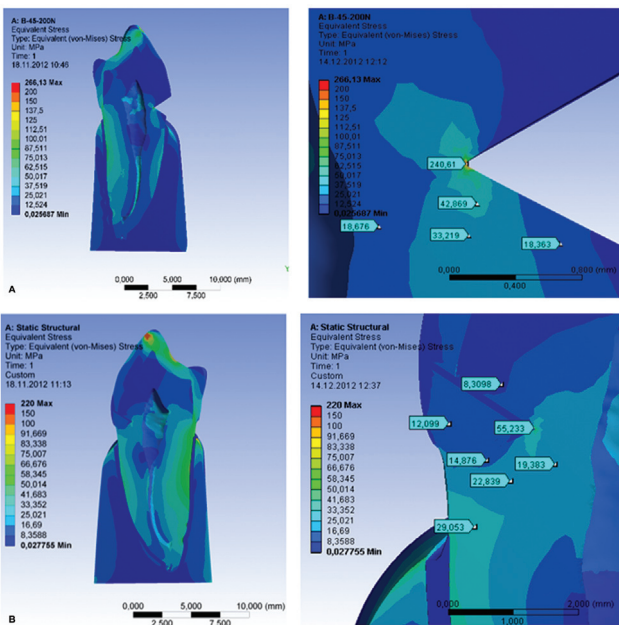 A: B-45-200N
Equivalent Stress
Type: Equivalent (von-Mises) Stress
Unit: MPa
Time: 1
18.11.2012 10:46
266,13 Max
200
150
137,5
125
112,51
100,01
87,511
75,013
62,515
50,017
37,519
25,021
12,524
0,025687 Min
0,000
5,000
10,000 (mm)
2,500
7,500
Y
A
A: B-45-200N
Equivalent Stress
Type: Equivalent (von-Mises) Stress
Unit: MPa
Time: 1
14.12.2012 12:12
266,13 Max
200
150
137,5
125
112,51
100,01
87,511
75,013
62,515
50,017
37,519
25,021
12,524
0,025687 Min
240,61
42,869
18,676
33,219
18,363
0,000
0,800 (mm)
0,400
A: Static Structural
Equivalent Stress
Type: Equivalent (von-Mises) Stress
Unit: MPa
Time: 1
Custom
18.11.2012 11:13
220 Max
150
100
91,669
83,338
75,007
66,676
58,345
50,014
41,683
33,352
25,021
16,69
8,3588
0,027755 Min
0,000
5,000
10,000 (mm)
2,500
7,500
B
A: Static Structural
Equivalent Stress
Type: Equivalent (von-Mises) Stress
Unit: MPa
Time: 1
Custom
14.12.2012 12:37
220 Max
150
100
91,669
83,338
75,007
66,676
58,345
50,014
41,683
33,352
25,021
16,69
8,3588
0,027755 Min
8,3098
12,099
55,233
14,876
19,383
22,839
29,053
0,000
2,000 (mm)
1,000